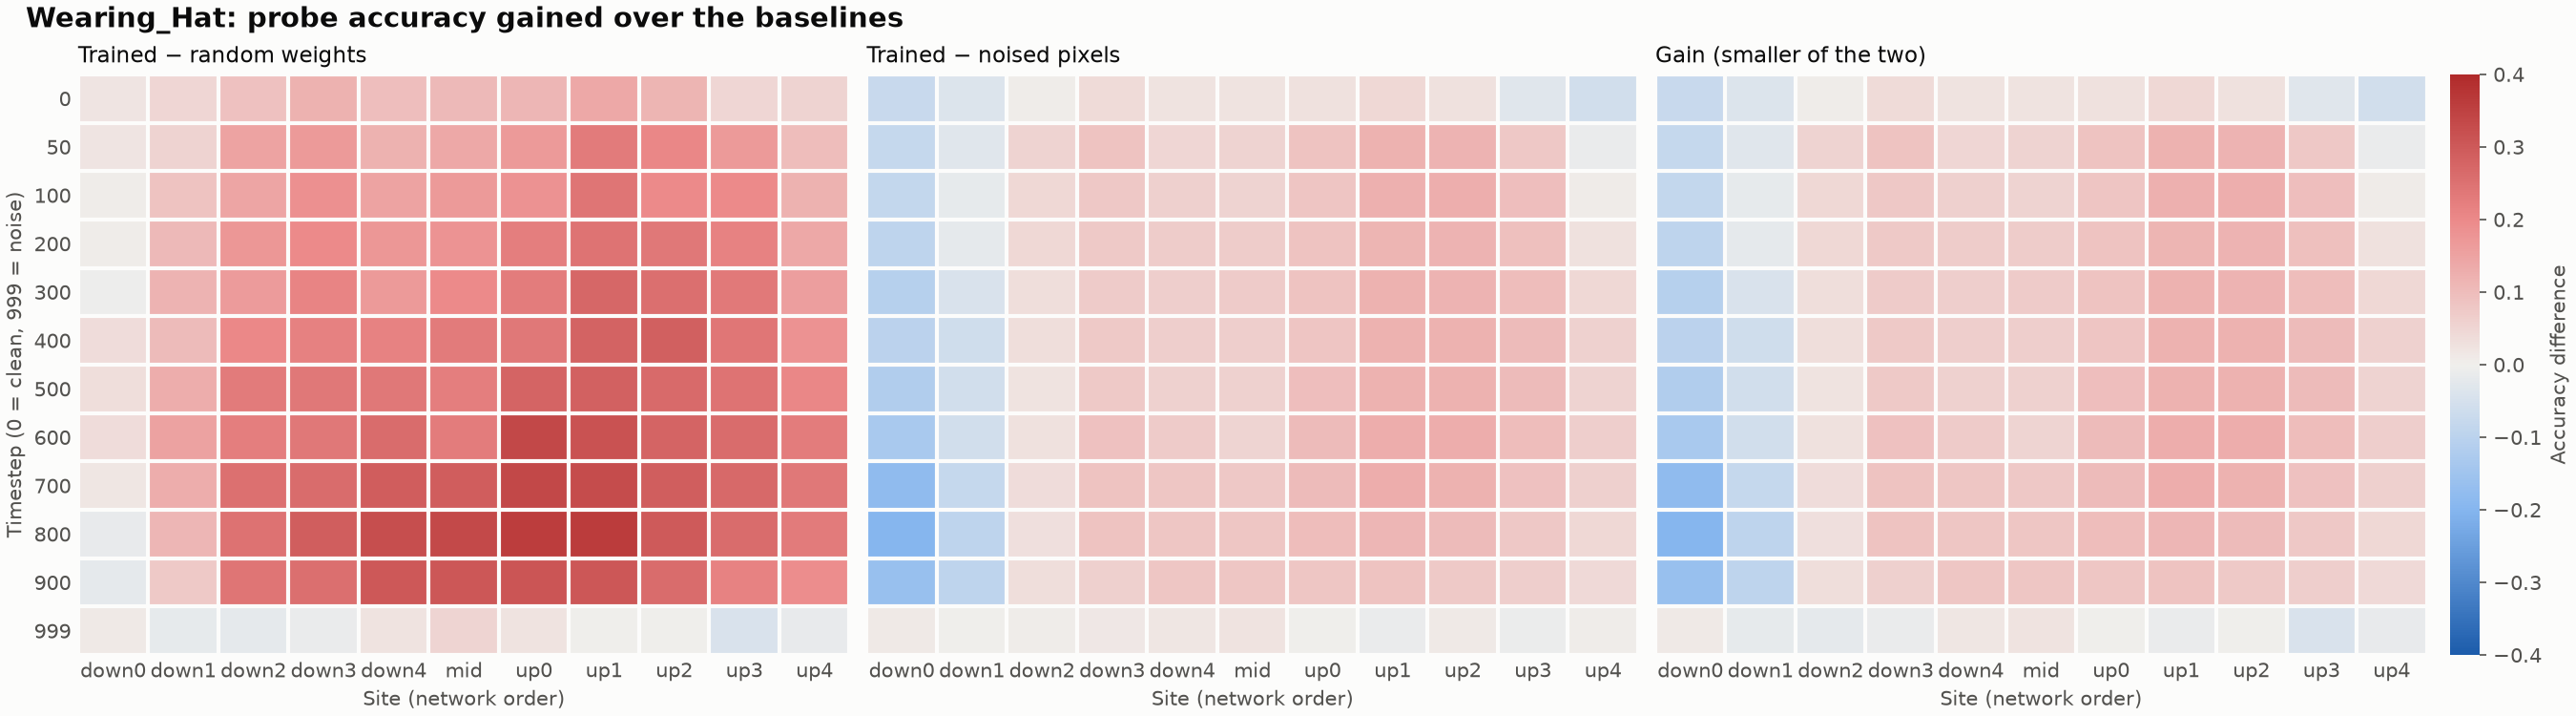 Wearing_Hat: probe accuracy gained over the baselines
Trained − random weights
Trained − noised pixels
Gain (smaller of the two)
Timestep (0 = clean, 999 = noise)
0
50
100
200
300
400
500
600
700
800
900
999
down0 down1 down2 down3 down4 mid up0 up1 up2 up3 up4
Site (network order)
down0 down1 down2 down3 down4 mid up0 up1 up2 up3 up4
Site (network order)
down0 down1 down2 down3 down4 mid up0 up1 up2 up3 up4
Site (network order)
0.4
0.3
0.2
0.1
0.0
−0.1
−0.2
−0.3
−0.4
Accuracy difference